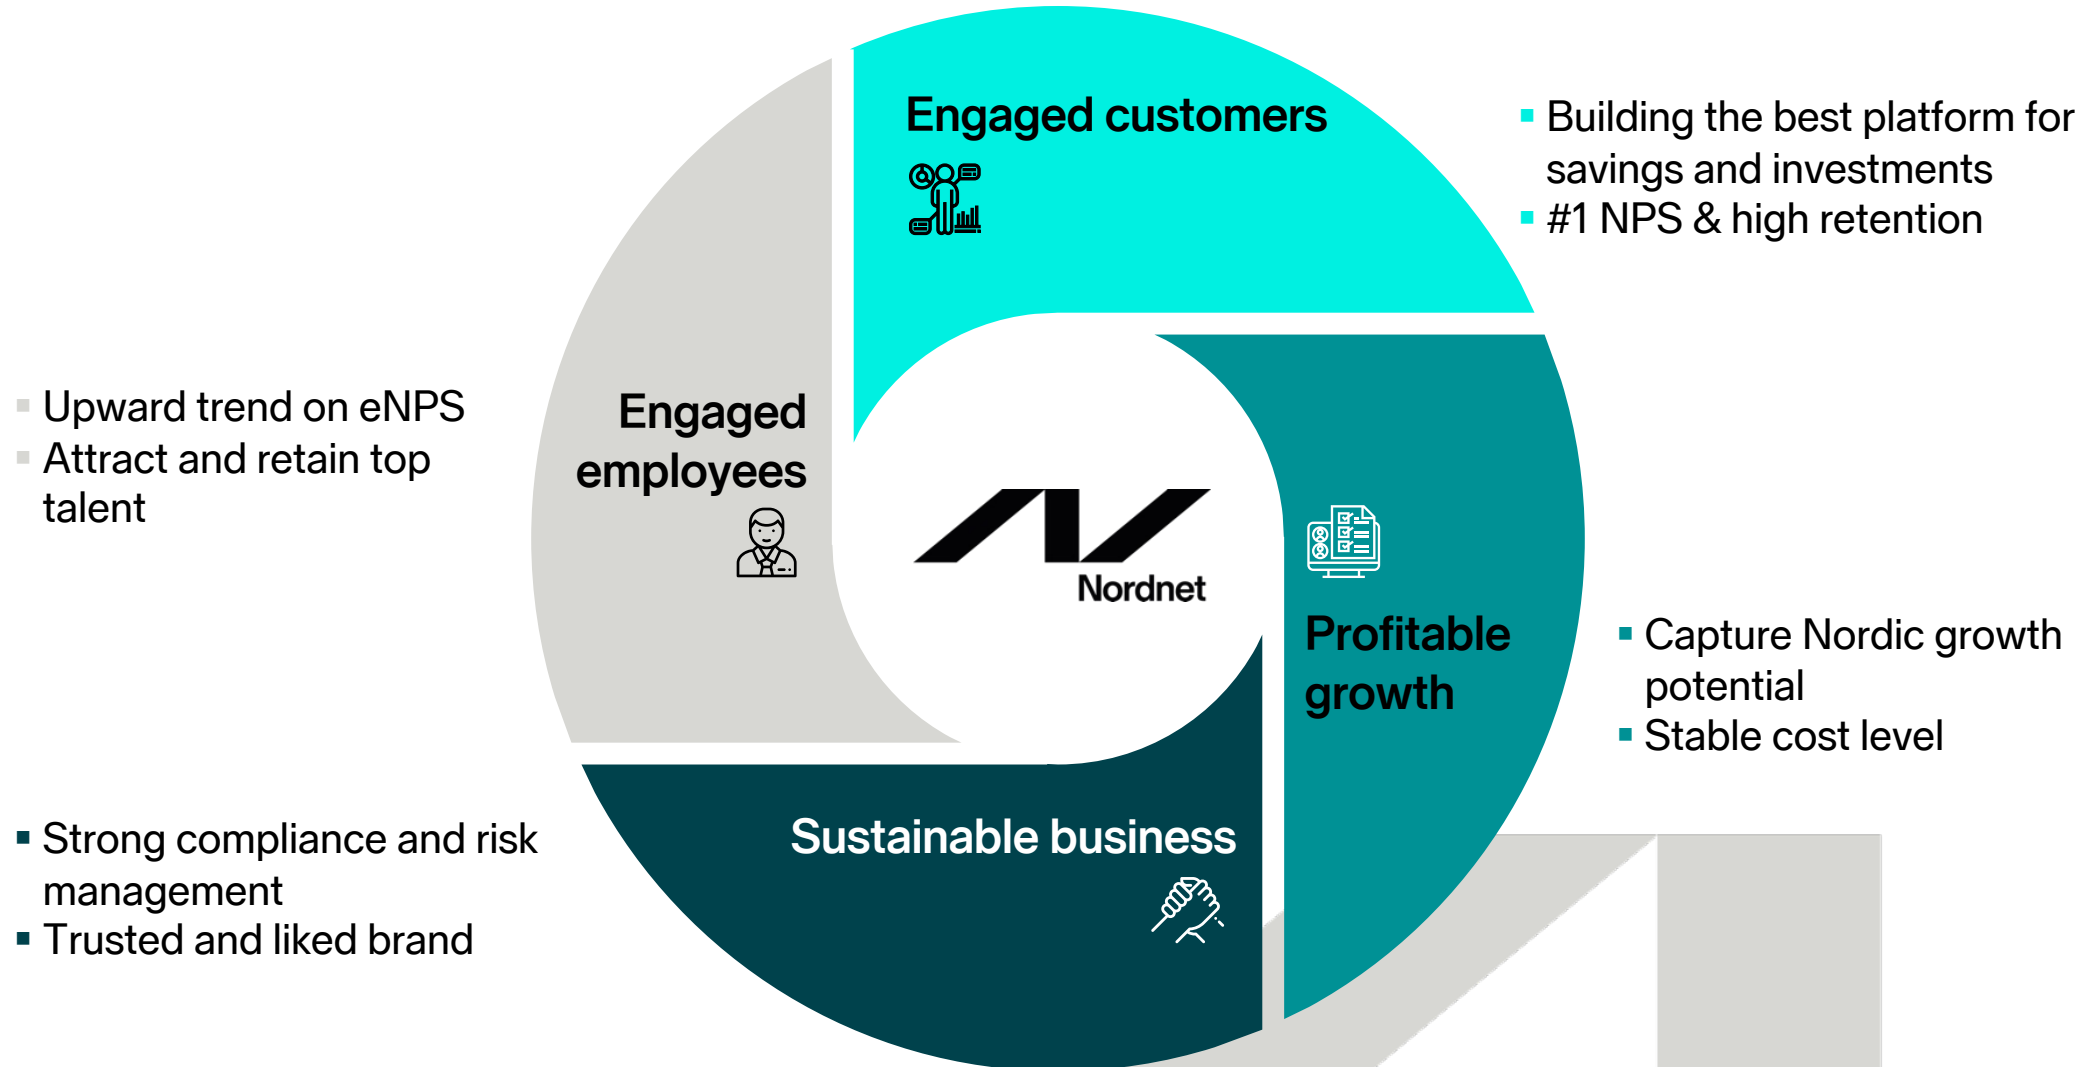 Engaged customers
▪ Building the best platform for
savings and investments
▪ #1 NPS & high retention
▪ Upward trend on eNPS
▪ Attract and retain top
talent
Engaged
employees
Nordnet
Profitable
growth
▪ Capture Nordic growth
potential
▪ Stable cost level
Sustainable business
▪ Strong compliance and risk
management
▪ Trusted and liked brand